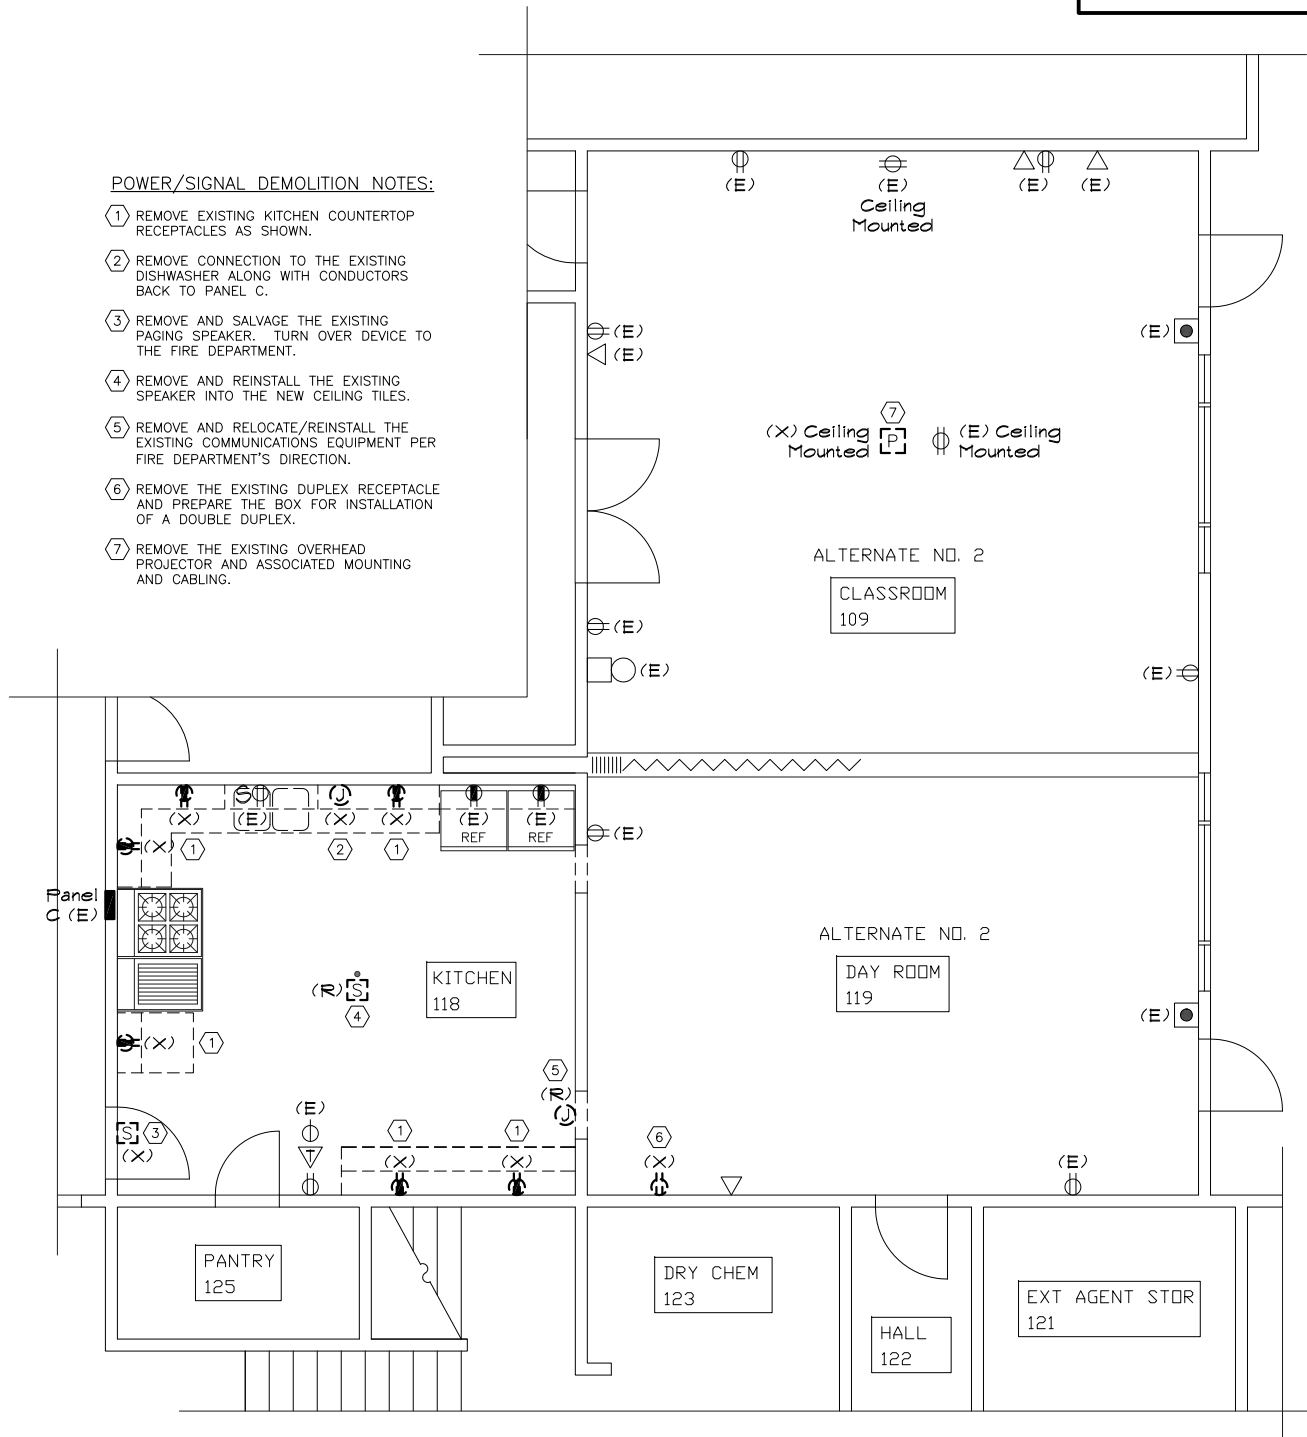 POWER/SIGNAL DEMOLITION NOTES:
1 REMOVE EXISTING KITCHEN COUNTERTOP
RECEPTACLES AS SHOWN.
2 REMOVE CONNECTION TO THE EXISTING
DISHWASHER ALONG WITH CONDUCTORS
BACK TO PANEL C.
3 REMOVE AND SALVAGE THE EXISTING
PAGING SPEAKER. TURN OVER DEVICE TO
THE FIRE DEPARTMENT.
4 REMOVE AND REINSTALL THE EXISTING
SPEAKER INTO THE NEW CEILING TILES.
5 REMOVE AND RELOCATE/REINSTALL THE
EXISTING COMMUNICATIONS EQUIPMENT PER
FIRE DEPARTMENT'S DIRECTION.
6 REMOVE THE EXISTING DUPLEX RECEPTACLE
AND PREPARE THE BOX FOR INSTALLATION
OF A DOUBLE DUPLEX.
7 REMOVE THE EXISTING OVERHEAD
PROJECTOR AND ASSOCIATED MOUNTING
AND CABLING.
(E) (E) (E) (E)
Ceiling
Mounted
(E) (E)
(E)
7
(X) Ceiling P (E) Ceiling
Mounted Mounted
ALTERNATE NO. 2
CLASSROOM
109
(E)
(E) (E)
S J
(X) (E) (X) (X) (E) (E)
REF REF
(E)
(X) 1 2 1
Panel
C (E)
ALTERNATE NO. 2
DAY ROOM
119
KITCHEN
118
(R) S
4
(E)
(X) 1
5
(R)
J
(E)
S 3
(X)
T
1 1 6
(X) (X) (X) (E)
PANTRY
125
DRY CHEM
123
HALL
122
EXT AGENT STOR
121